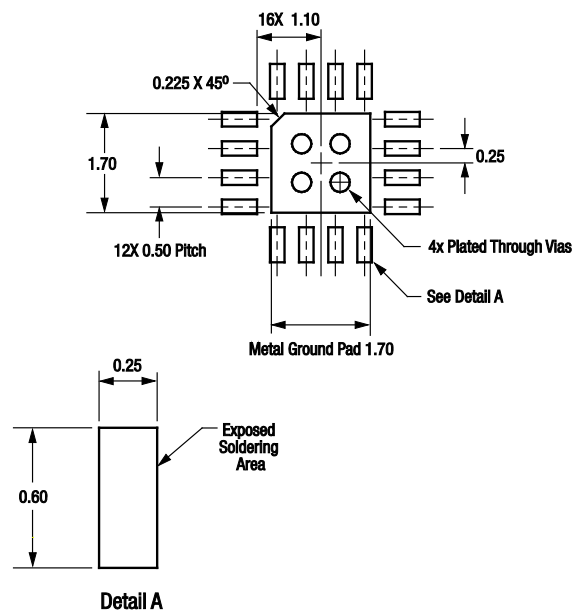 16X 1.10
0.225 X 45º
1.70
0.25
12X 0.50 Pitch
4x Plated Through Vias
See Detail A
Metal Ground Pad 1.70
0.25
Exposed
Soldering
Area
0.60
Detail A